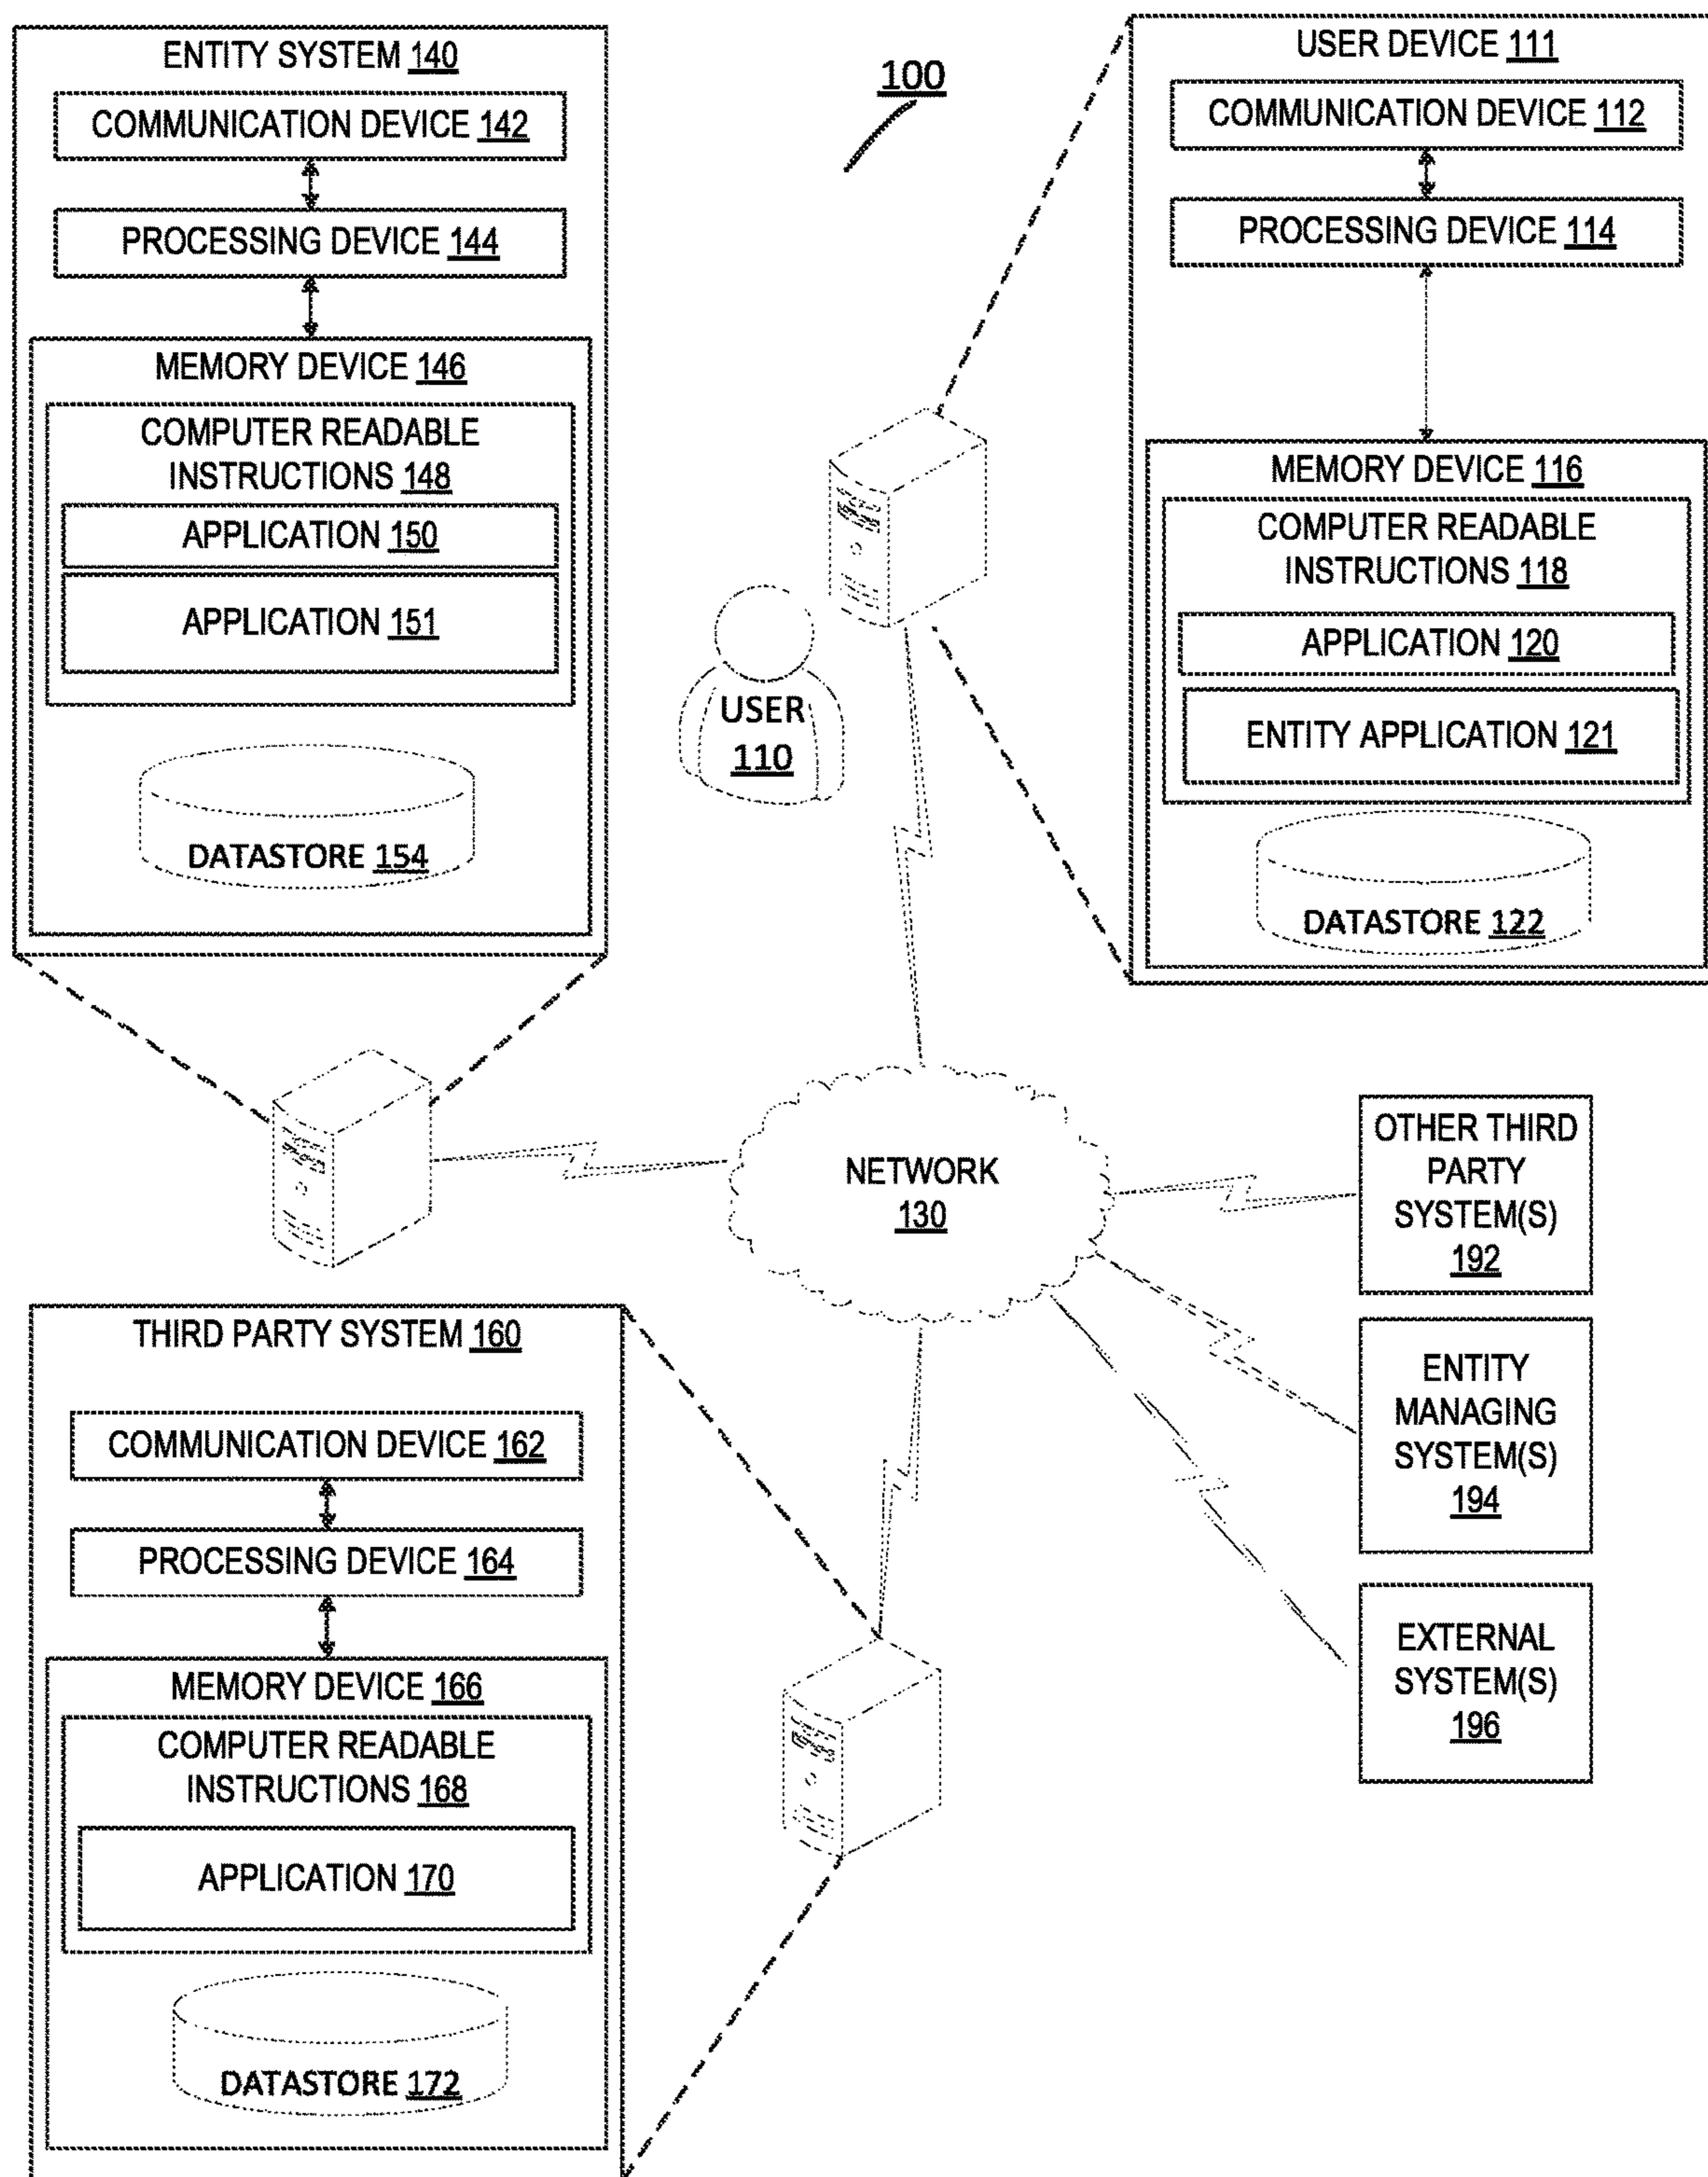 ENTITY SYSTEM 140
COMMUNICATION DEVICE 142
PROCESSING DEVICE 144
MEMORY DEVICE 146
COMPUTER READABLE
INSTRUCTIONS 148
APPLICATION 150
APPLICATION 151
DATASTORE 154
100
USER
110
USER DEVICE 111
COMMUNICATION DEVICE 112
PROCESSING DEVICE 114
MEMORY DEVICE 116
COMPUTER READABLE
INSTRUCTIONS 118
APPLICATION 120
ENTITY APPLICATION 121
DATASTORE 122
NETWORK
130
OTHER THIRD
PARTY
SYSTEM(S)
192
ENTITY
MANAGING
SYSTEM(S)
194
EXTERNAL
SYSTEM(S)
196
THIRD PARTY SYSTEM 160
COMMUNICATION DEVICE 162
PROCESSING DEVICE 164
MEMORY DEVICE 166
COMPUTER READABLE
INSTRUCTIONS 168
APPLICATION 170
DATASTORE 172